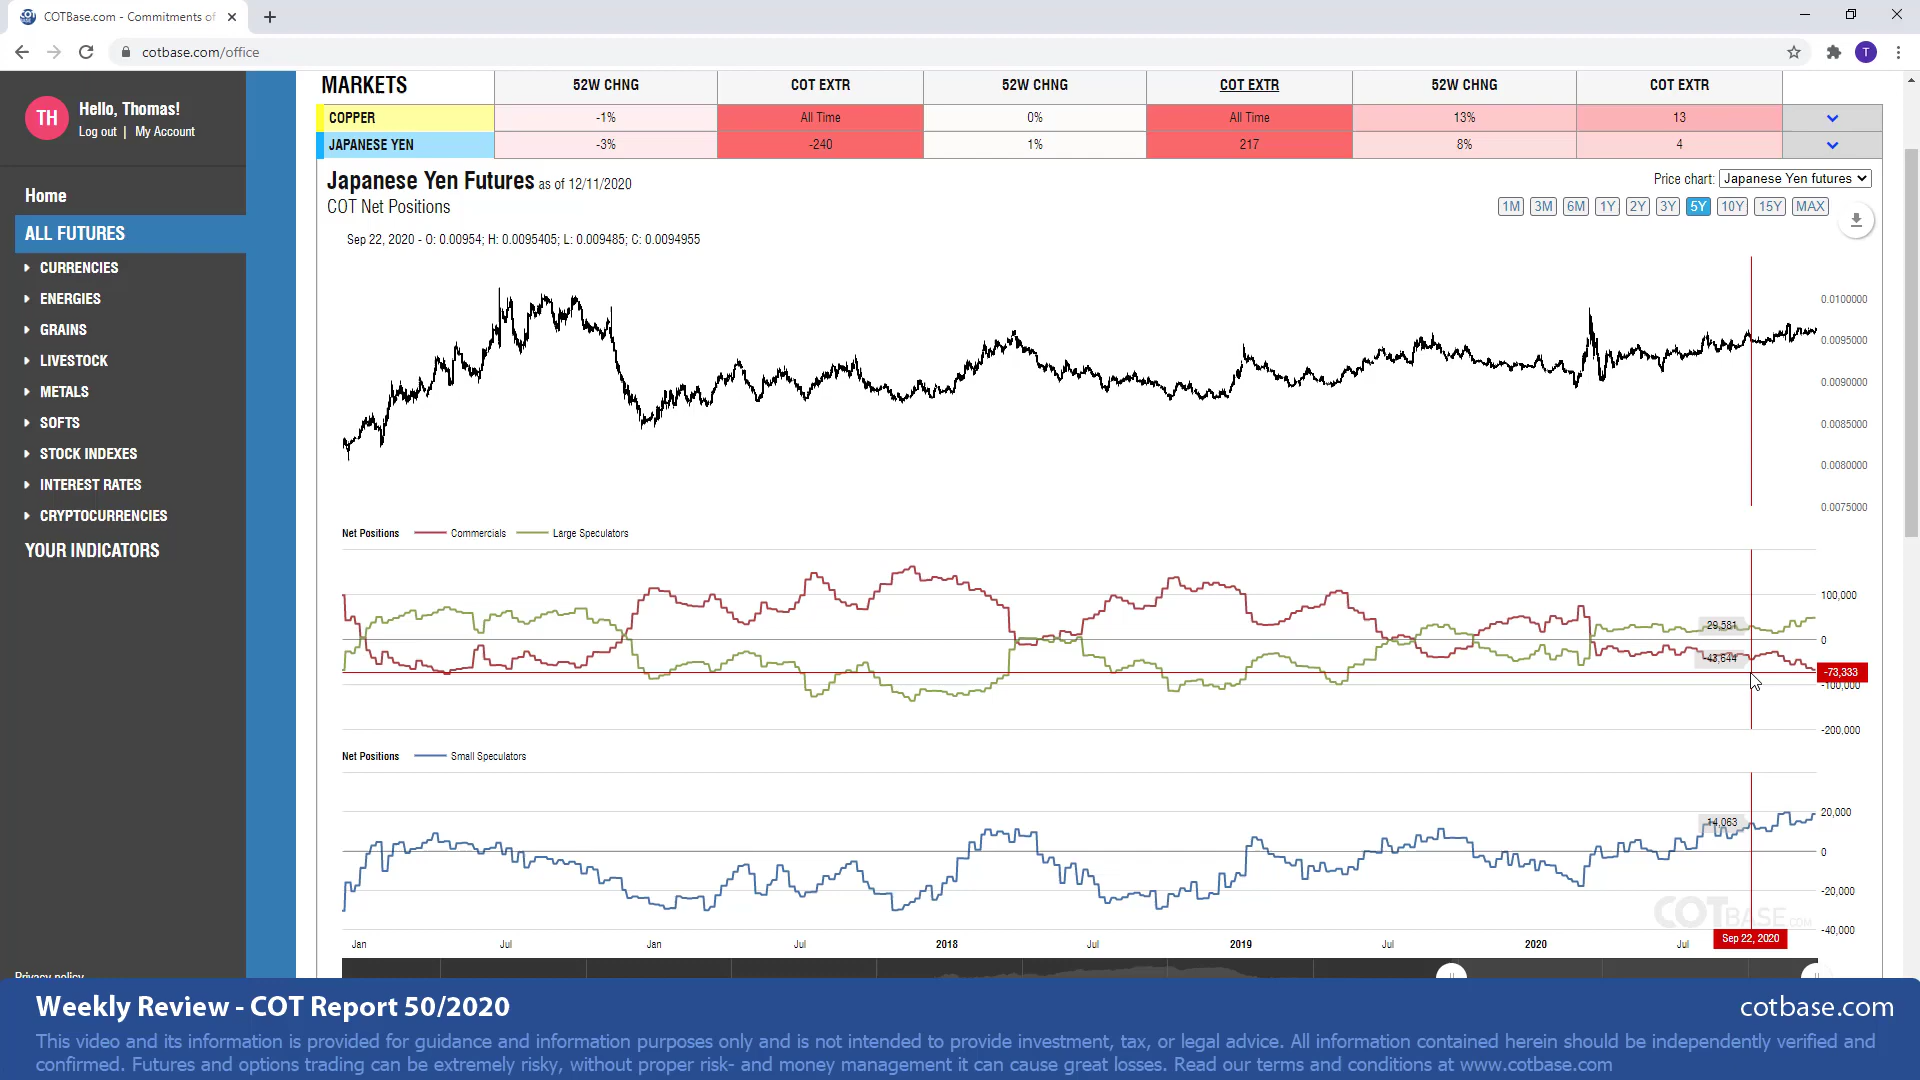 COTBase.com - Commitments of
cotbase.com/office
T
TH
Hello, Thomas!
Log out | My Account
Home
ALL FUTURES
CURRENCIES
ENERGIES
GRAINS
LIVESTOCK
METALS
SOFTS
STOCK INDEXES
INTEREST RATES
CRYPTOCURRENCIES
YOUR INDICATORS
Privacy policy
MARKETS 52W CHNG COT EXTR 52W CHNG COT EXTR 52W CHNG COT EXTR
COPPER -1% All Time 0% All Time 13% 13
JAPANESE YEN -3% -240 1% 217 8% 4
Japanese Yen Futures as of 12/11/2020
COT Net Positions
Price chart: Japanese Yen futures
1M 3M 6M 1Y 2Y 3Y 5Y 10Y 15Y MAX
Sep 22, 2020 - O: 0.00954; H: 0.0095405; L: 0.009485; C: 0.0094955
0.0100000
0.0095000
0.0090000
0.0085000
0.0080000
0.0075000
Net Positions Commercials Large Speculators
100,000
29,581
0
-43,644
-73,333
-100,000
-200,000
Net Positions Small Speculators
20,000
14,063
0
-20,000
COTBASE.COM
-40,000
Jan Jul Jan Jul 2018 Jul 2019 Jul 2020 Jul Sep 22, 2020
Weekly Review - COT Report 50/2020
cotbase.com
This video and its information is provided for guidance and information purposes only and is not intended to provide investment, tax, or legal advice. All information contained herein should be independently verified and
confirmed. Futures and options trading can be extremely risky, without proper risk- and money management it can cause great losses. Read our terms and conditions at www.cotbase.com